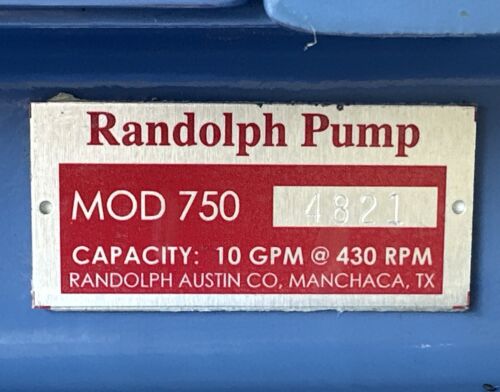 Randolph Pump
MOD 750 4821
CAPACITY: 10 GPM @ 430 RPM
RANDOLPH AUSTIN CO, MANCHACA, TX